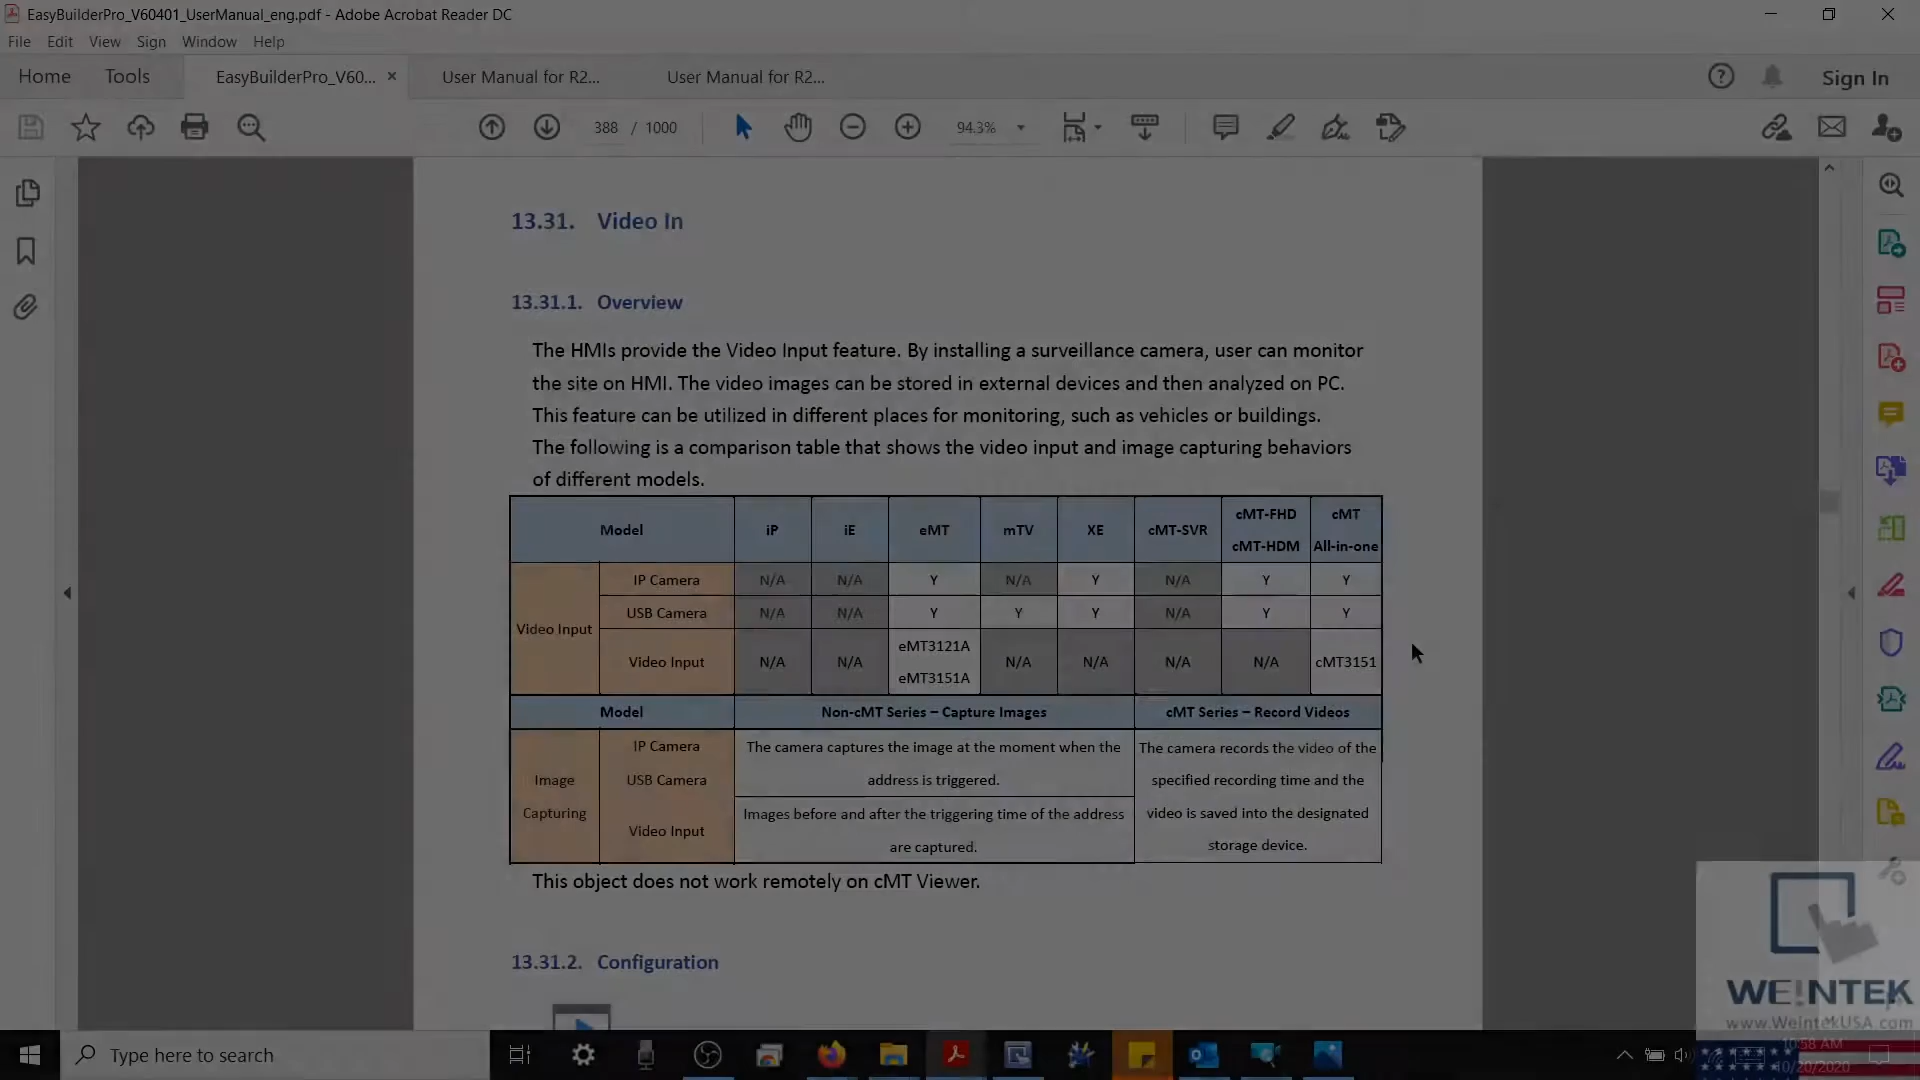 EasyBuilderPro_V60401_UserManual_eng.pdf - Adobe Acrobat Reader DC
File Edit View Sign Window Help
Home Tools EasyBuilderPro_V60... × User Manual for R2... User Manual for R2... Sign In
388 / 1000 94.3%
13.31. Video In
13.31.1. Overview
The HMIs provide the Video Input feature. By installing a surveillance camera, user can monitor
the site on HMI. The video images can be stored in external devices and then analyzed on PC.
This feature can be utilized in different places for monitoring, such as vehicles or buildings.
The following is a comparison table that shows the video input and image capturing behaviors
of different models.
Model iP iE eMT mTV XE cMT-SVR cMT-FHD cMT-HDM cMT All-in-one
Video Input
IP Camera N/A N/A Y N/A Y N/A Y Y
USB Camera N/A N/A Y Y Y N/A Y Y
Video Input N/A N/A eMT3121A eMT3151A N/A N/A N/A N/A cMT3151
Model Non-cMT Series – Capture Images cMT Series – Record Videos
Image Capturing
IP Camera
USB Camera
Video Input
The camera captures the image at the moment when the
address is triggered.
Images before and after the triggering time of the address
are captured.
The camera records the video of the
specified recording time and the
video is saved into the designated
storage device.
This object does not work remotely on cMT Viewer.
13.31.2. Configuration
WEINTEK
www.WeintekUSA.com
Type here to search
10:58 AM
10/20/2020